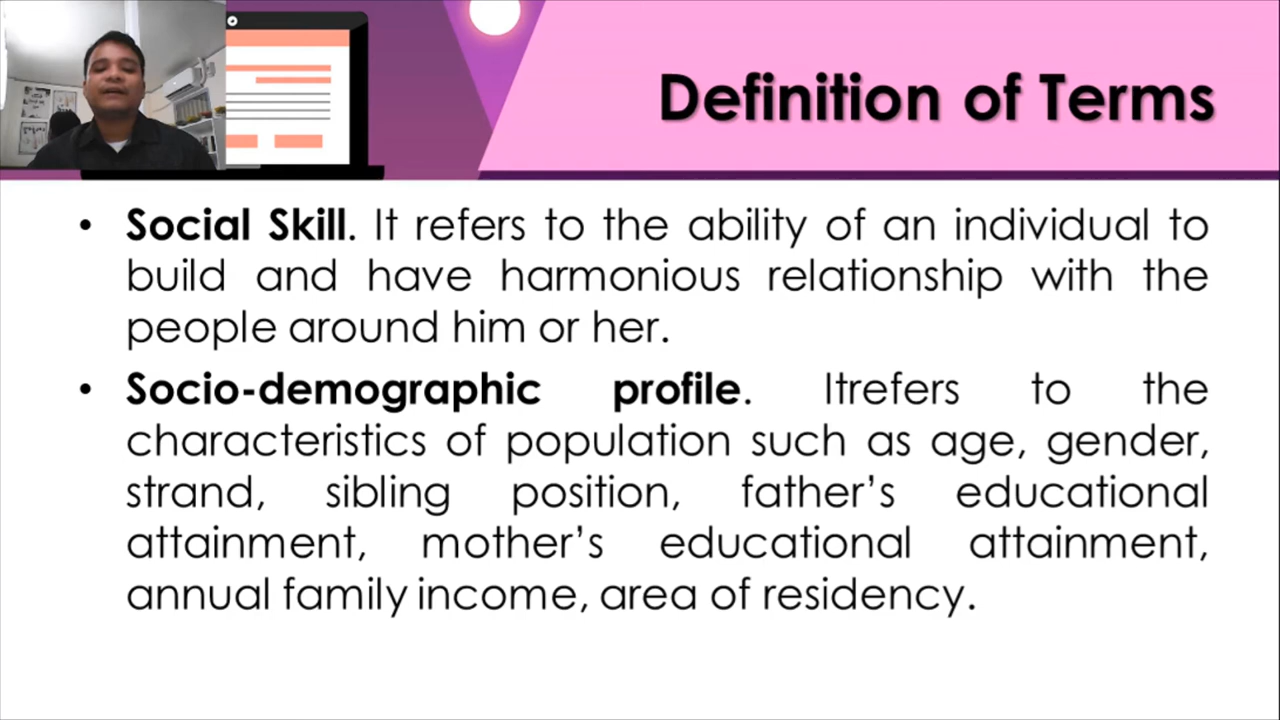 Definition of Terms
• Social Skill. It refers to the ability of an individual to
build and have harmonious relationship with the
people around him or her.
• Socio-demographic profile. Itrefers to the
characteristics of population such as age, gender,
strand, sibling position, father’s educational
attainment, mother’s educational attainment,
annual family income, area of residency.